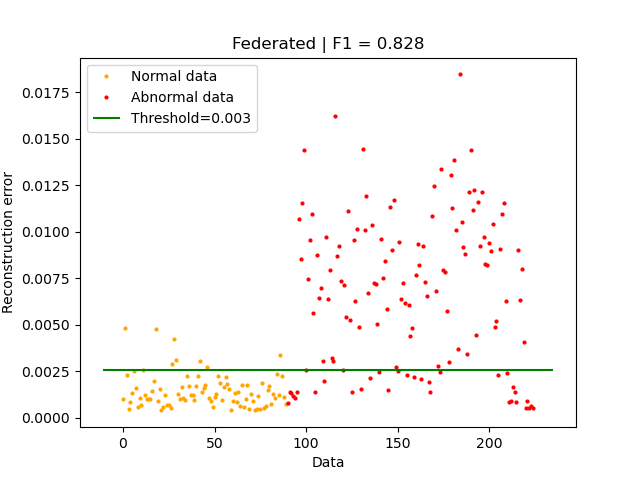 Federated | F1 = 0.828
Normal data
Abnormal data
Threshold=0.003
Reconstruction error
0.0175
0.0150
0.0125
0.0100
0.0075
0.0050
0.0025
0.0000
0 50 100 150 200
Data